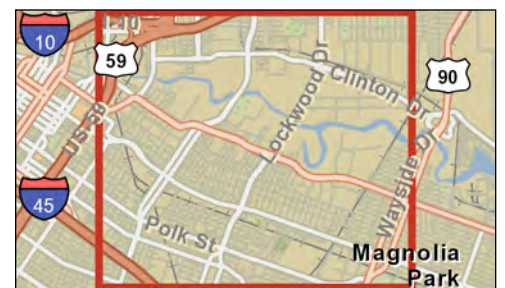 I-10
10
59
US-59
Lockwood Dr
Clinton Dr
90
Wayside Dr
45
Polk St
Magnolia
Park